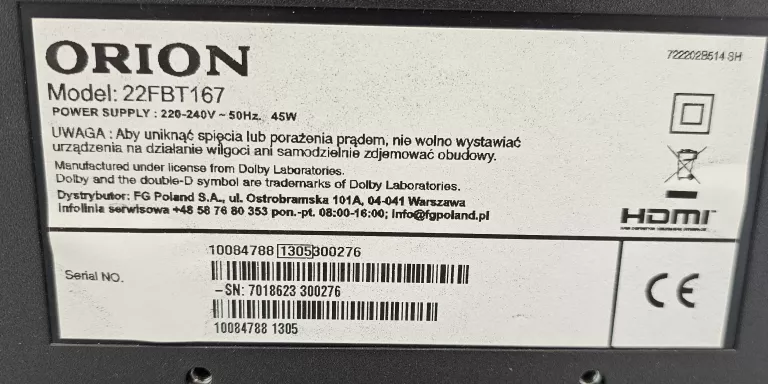 ORION
7222028514 SH
Model: 22FBT167
POWER SUPPLY : 220-240V ~ 50Hz, 45W
UWAGA : Aby uniknąć spięcia lub porażenia prądem, nie wolno wystawiać
urządzenia na działanie wilgoci ani samodzielnie zdjemować obudowy.
Manufactured under license from Dolby Laboratories.
Dolby and the double-D symbol are trademarks of Dolby Laboratories.
Dystrybutor: FG Poland S.A., ul. Ostrobramska 101A, 04-041 Warszawa
Infolinia serwisowa +48 58 76 80 353 pon.-pt. 08:00-16:00; info@fgpoland.pl
HDMI
10084788 1305300276
Serial NO.
-SN: 7018623 300276
10084788 1305
CE